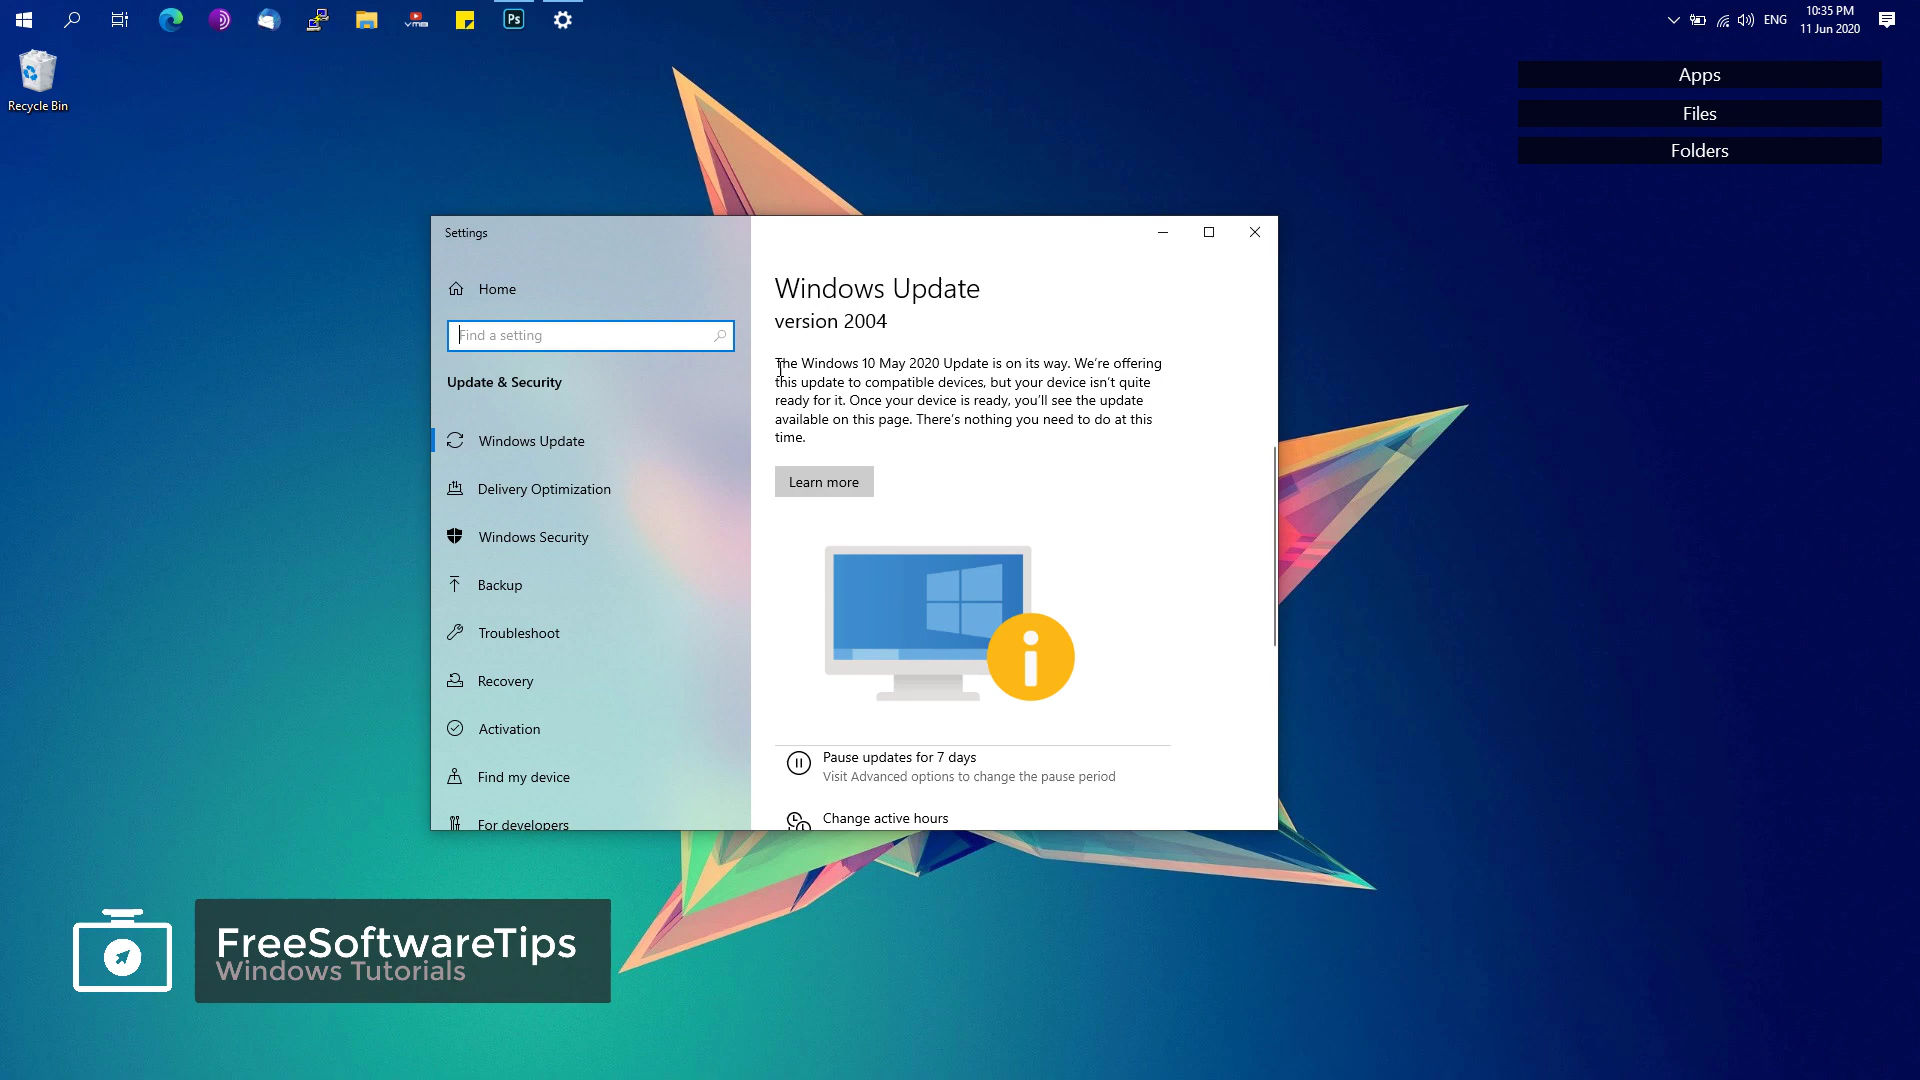 Ps
ENG
10:35 PM
11 Jun 2020
Recycle Bin
Apps
Files
Folders
Settings
Home
Find a setting
Update & Security
Windows Update
Delivery Optimization
Windows Security
Backup
Troubleshoot
Recovery
Activation
Find my device
For developers
Windows Update
version 2004
The Windows 10 May 2020 Update is on its way. We're offering
this update to compatible devices, but your device isn't quite
ready for it. Once your device is ready, you'll see the update
available on this page. There's nothing you need to do at this
time.
Learn more
Pause updates for 7 days
Visit Advanced options to change the pause period
Change active hours
FreeSoftwareTips
Windows Tutorials